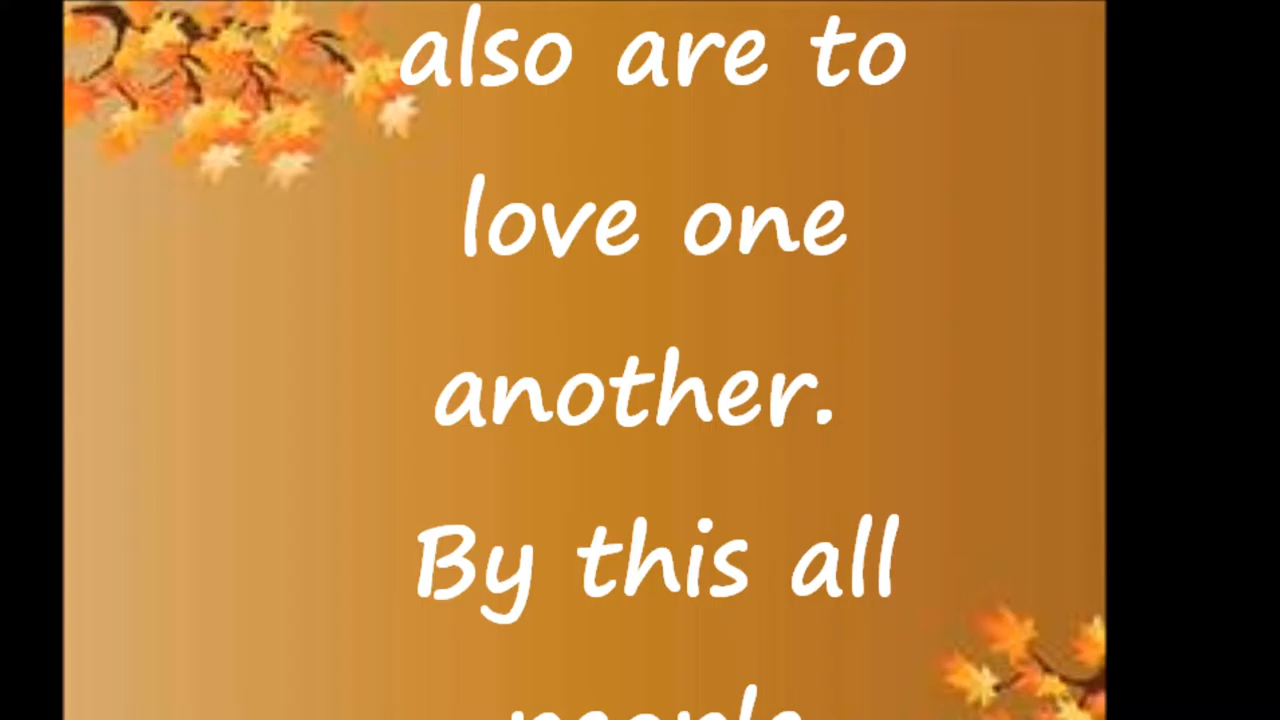 also are to
love one
another.
By this all
people